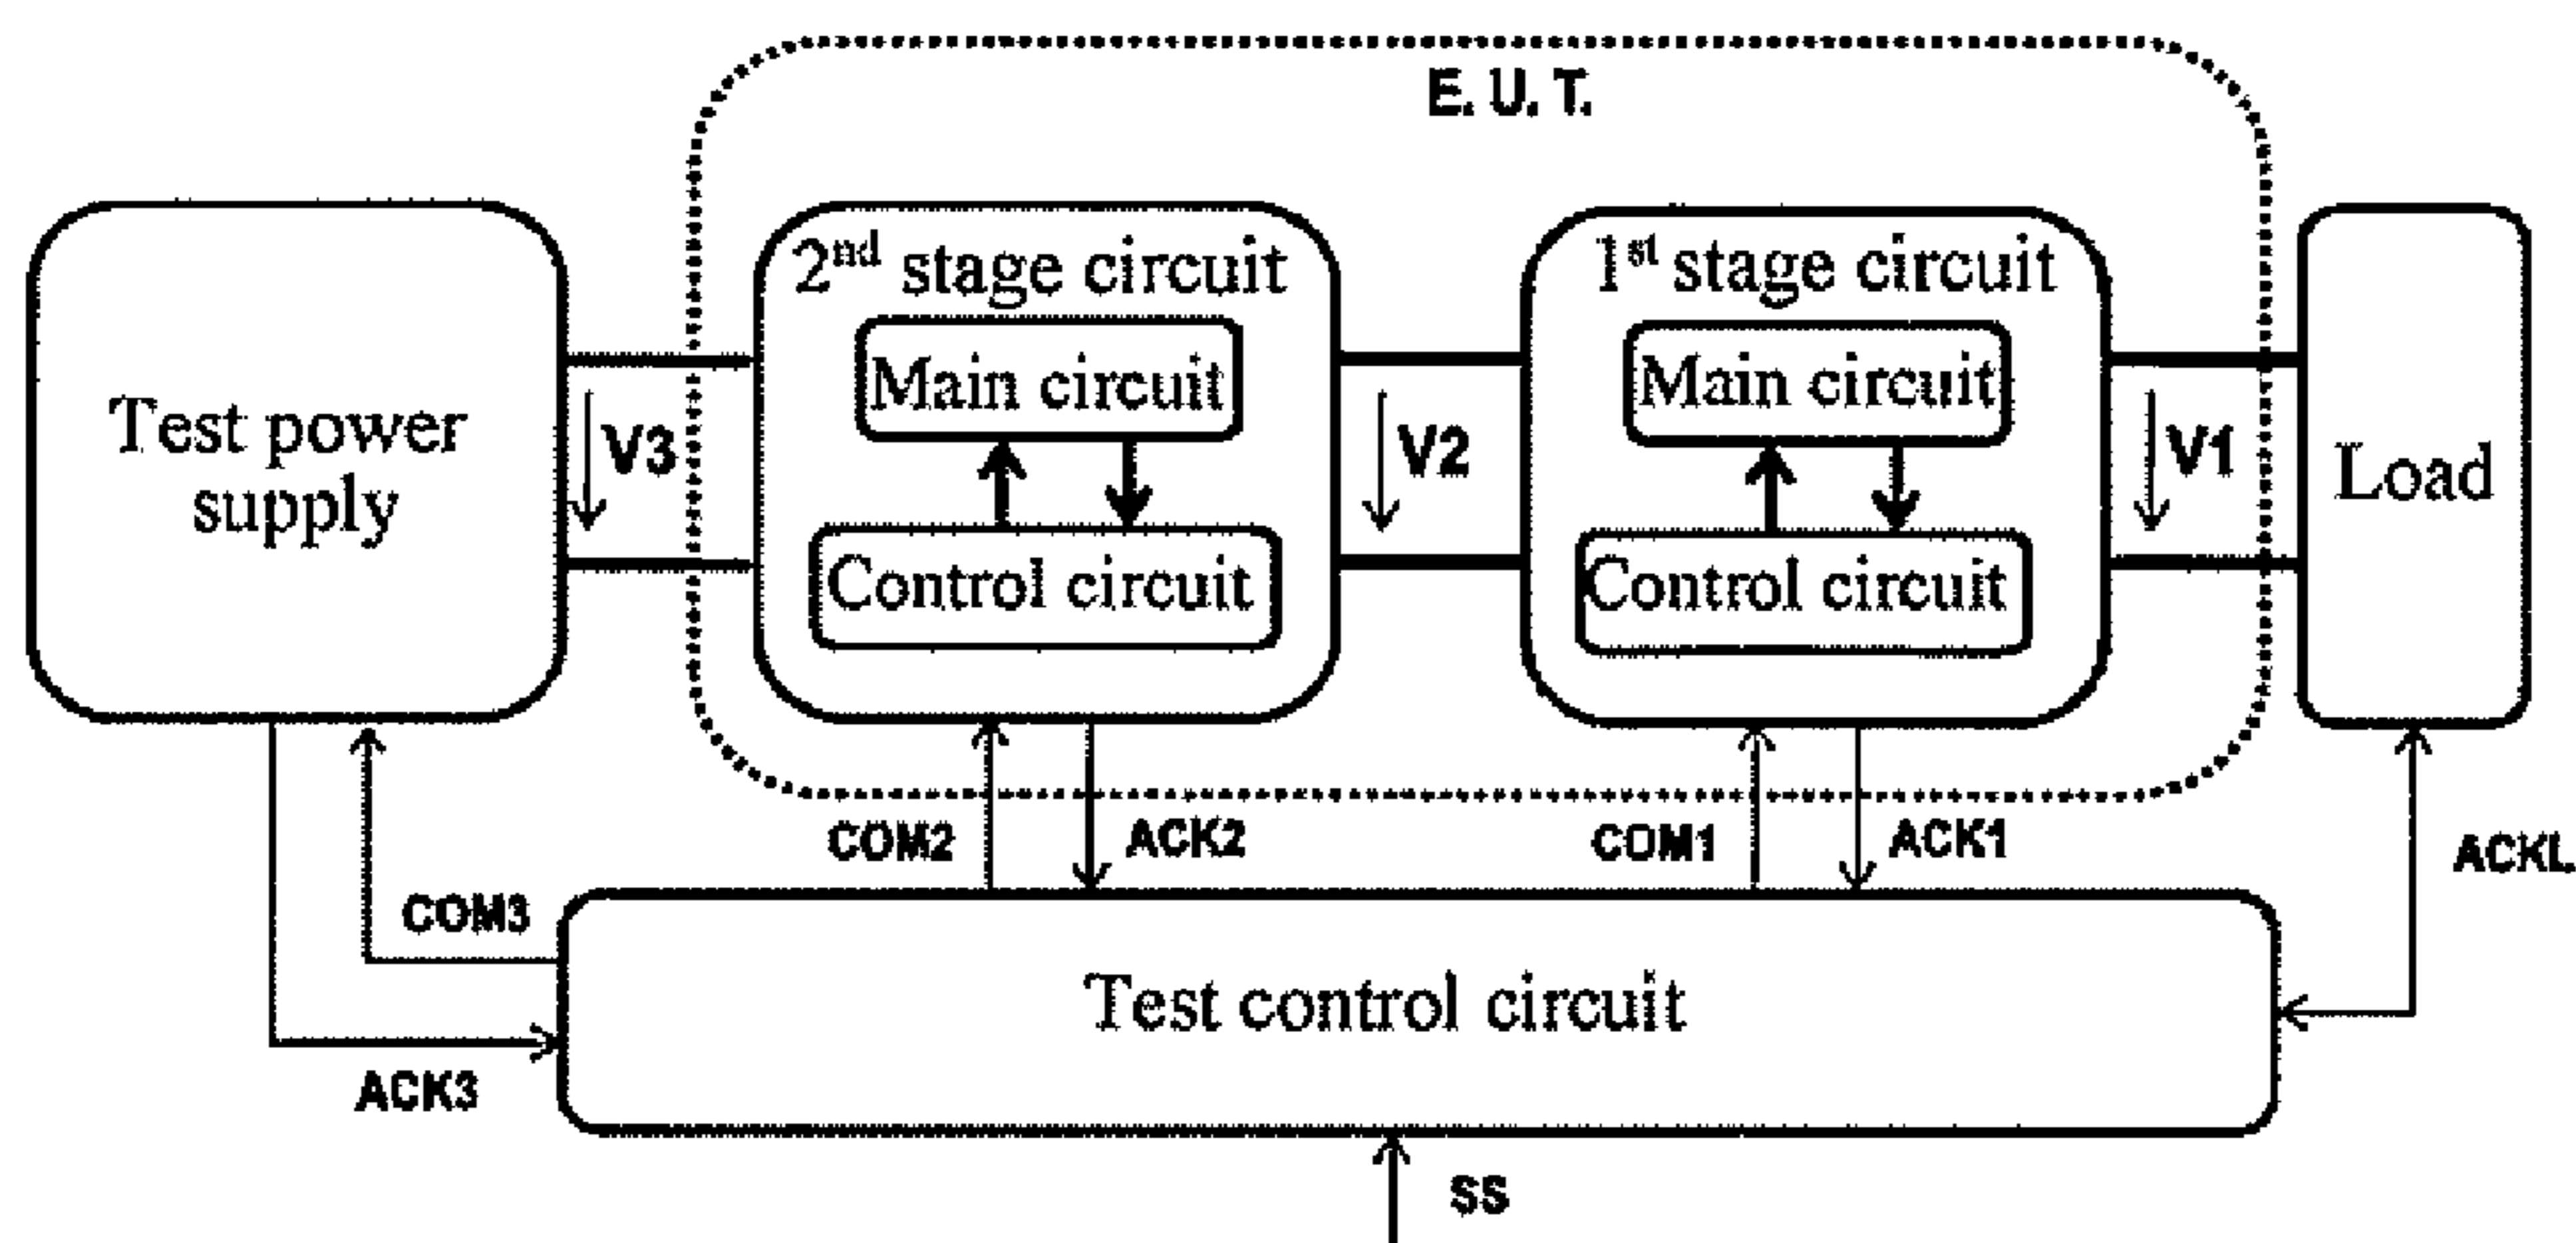 E. U. T.
2nd stage circuit
1st stage circuit
Main circuit
Main circuit
Test power
supply
V3
V2
V1
Load
Control circuit
Control circuit
COM2
ACK2
COM1
ACK1
ACKL
COM3
Test control circuit
ACK3
SS